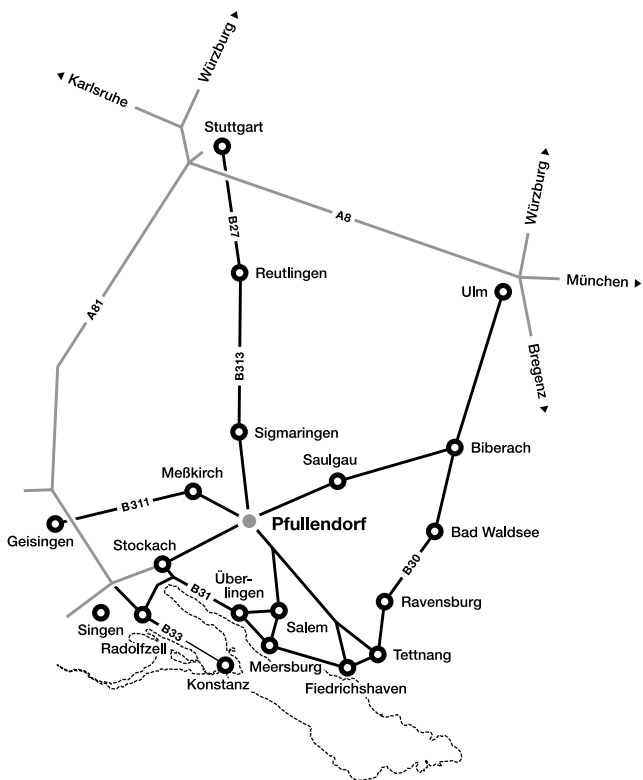 Würzburg
Karlsruhe
Stuttgart
Würzburg
A8
B27
Reutlingen
Ulm
München
A81
Bregenz
B313
Sigmaringen
Biberach
Saulgau
Meßkirch
B311
Pfullendorf
Geisingen
Bad Waldsee
Stockach
B30
Über-
lingen
B31
Ravensburg
Singen
Salem
Radolfzell
B33
Meersburg
Tettnang
Konstanz
Fiedrichshaven